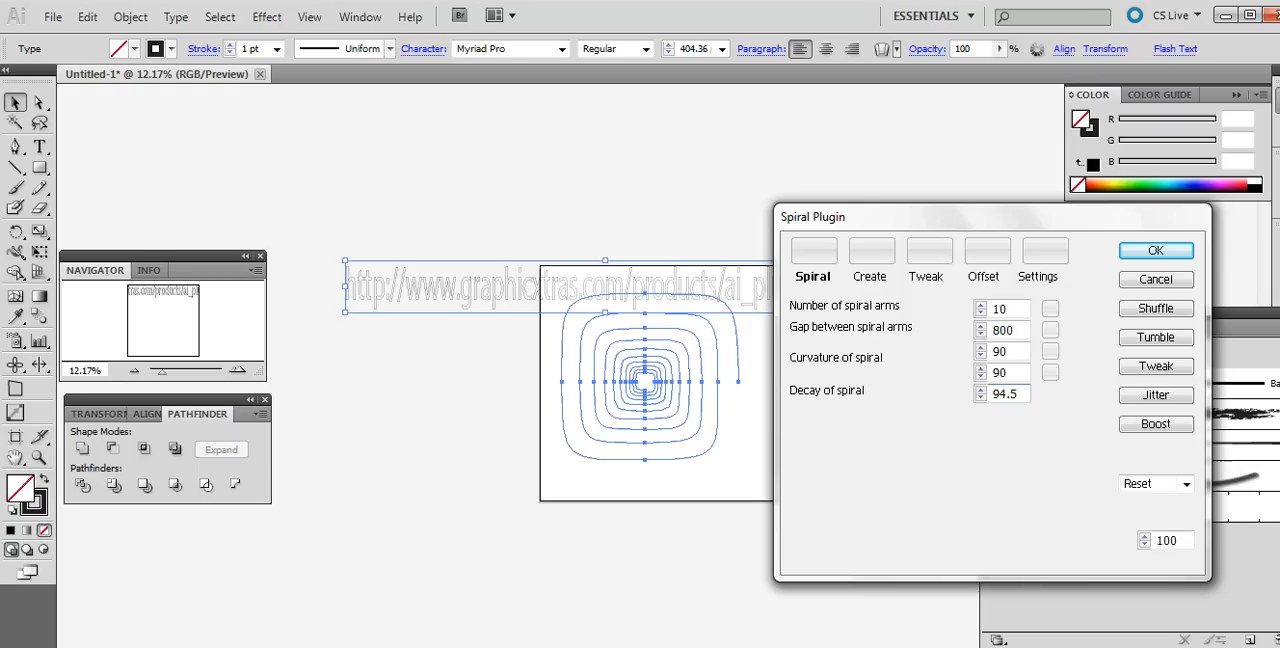 Ai File Edit Object Type Select Effect View Window Help Br ESSENTIALS CS Live
Type Stroke: 1 pt Uniform Character: Myriad Pro Regular 404.36 Paragraph: Opacity: 100 % Align Transform Flash Text
Untitled-1* @ 12.17% (RGB/Preview)
COLOR COLOR GUIDE
R
G
B
NAVIGATOR INFO
12.17%
TRANSFORM ALIGN PATHFINDER
Shape Modes:
Expand
Pathfinders:
http://www.graphicxtras.com/products/ai_p
Spiral Plugin
Spiral Create Tweak Offset Settings
Number of spiral arms 10
Gap between spiral arms 800
Curvature of spiral 90
90
Decay of spiral 94.5
OK
Cancel
Shuffle
Tumble
Tweak
Jitter
Boost
Reset
100